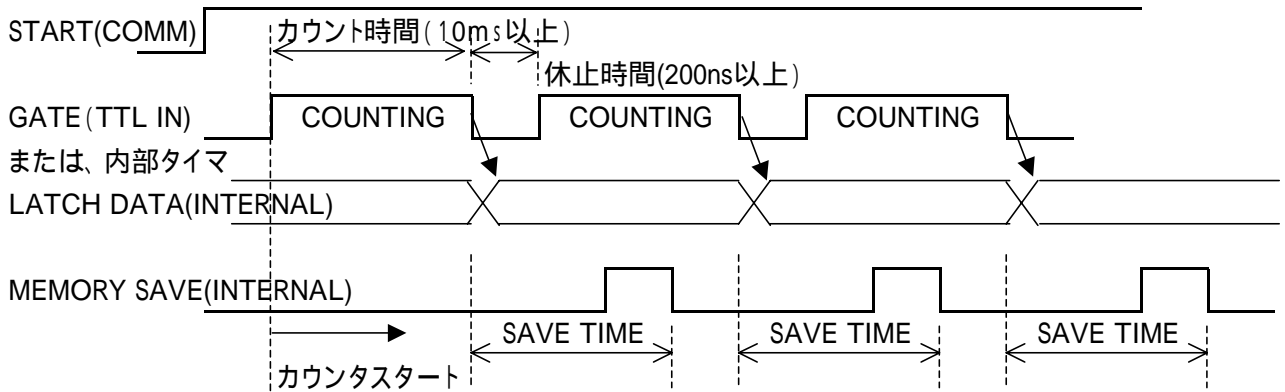 START(COMM)
カウント時間(10ms以上)
休止時間(200ns以上)
GATE(TTL IN)
COUNTING
COUNTING
COUNTING
または、内部タイマ
LATCH DATA(INTERNAL)
MEMORY SAVE(INTERNAL)
SAVE TIME
SAVE TIME
SAVE TIME
カウンタスタート